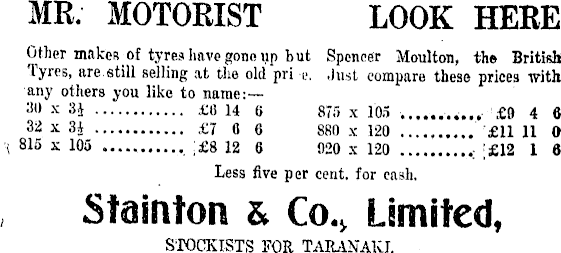 MR. MOTORIST LOOK HERE
Other makes of tyres have gone up but Spencer Moulton, the British
Tyres, are still selling at the old pri e. Just compare these prices with
any others you like to name:—
30 x 3½ ............ £6 14 6
32 x 3½ ............ £7 6 6
815 x 105 ........... £8 12 6
875 x 105 ........... £9 4 6
880 x 120 .......... £11 11 0
920 x 120 .......... £12 1 6
Less five per cent. for cash.
Stainton & Co., Limited,
STOCKISTS FOR TARANAKI.